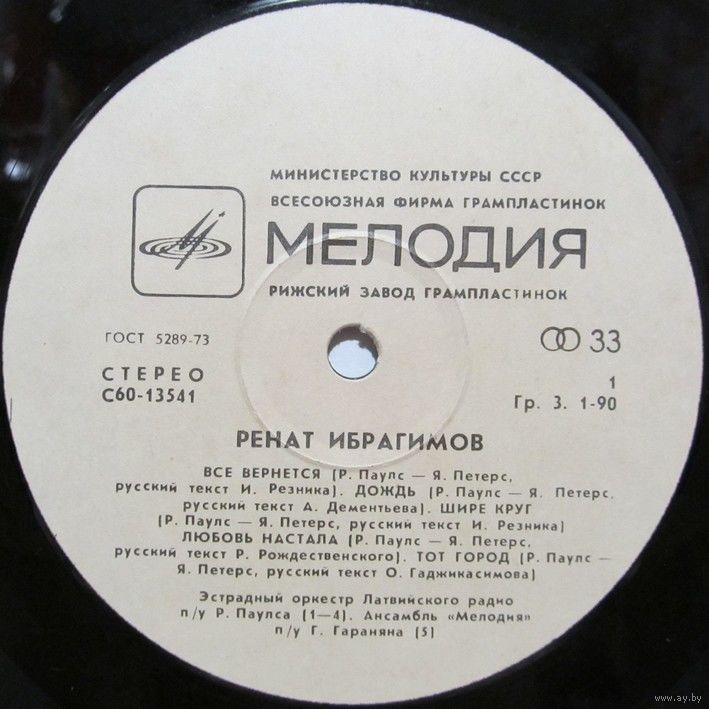 МИНИСТЕРСТВО КУЛЬТУРЫ СССР
ВСЕСОЮЗНАЯ ФИРМА ГРАМПЛАСТИНОК
МЕЛОДИЯ
РИЖСКИЙ ЗАВОД ГРАМПЛАСТИНОК
ГОСТ 5289-73
33
СТЕРЕО
С60-13541
1
Гр. 3. 1-90
РЕНАТ ИБРАГИМОВ
ВСЕ ВЕРНЕТСЯ (Р. Паулс — Я. Петерс,
русский текст И. Резника). ДОЖДЬ (Р. Паулс — Я. Петерс,
русский текст А. Дементьева). ШИРЕ КРУГ
(Р. Паулс — Я. Петерс, русский текст И. Резника)
ЛЮБОВЬ НАСТАЛА (Р. Паулс — Я. Петерс,
русский текст Р. Рождественского). ТОТ ГОРОД (Р. Паулс —
Я. Петерс, русский текст О. Гаджикасимова)
Эстрадный оркестр Латвийского радио
п/у Р. Паулса (1—4). Ансамбль «Мелодия»
п/у Г. Гараняна (5)
www.ay.by